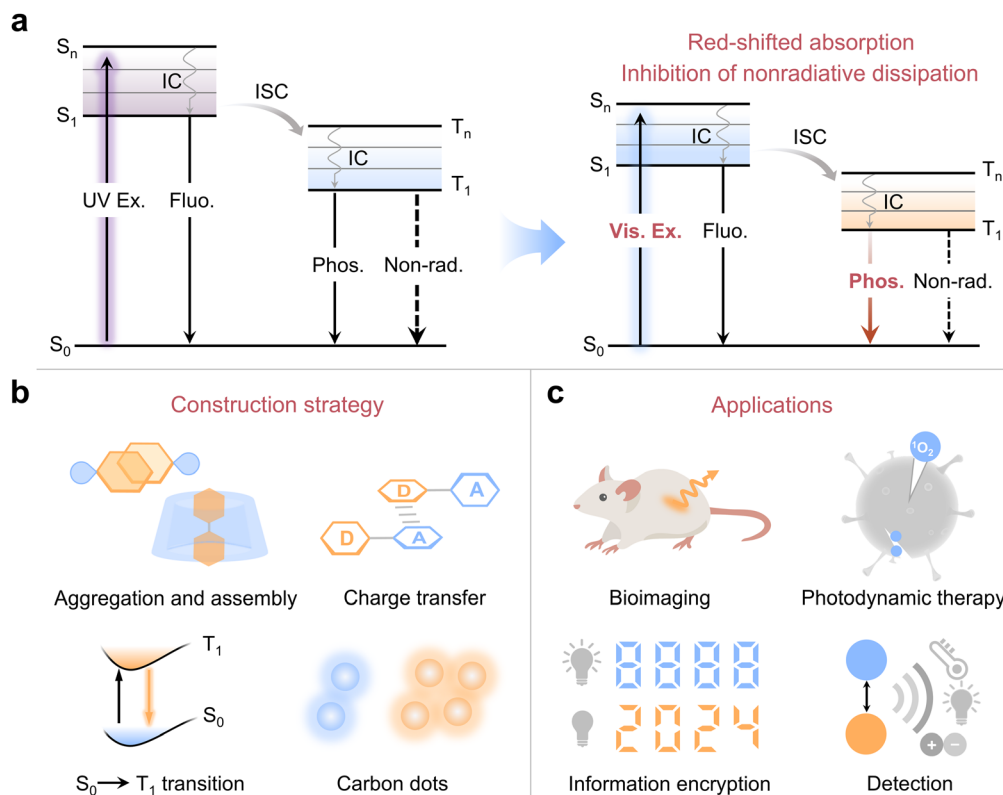 a
Sn
IC
S1
ISC
Tn
IC
T1
UV Ex.
Fluo.
Phos.
Non-rad.
S0
Red-shifted absorption
Inhibition of nonradiative dissipation
Sn
IC
S1
ISC
Tn
IC
T1
Vis. Ex.
Fluo.
Phos.
Non-rad.
S0
b
Construction strategy
D
A
D
A
Aggregation and assembly
Charge transfer
T1
S0
S0 → T1 transition
Carbon dots
c
Applications
¹O2
Bioimaging
Photodynamic therapy
8888
2024
+ −
Information encryption
Detection